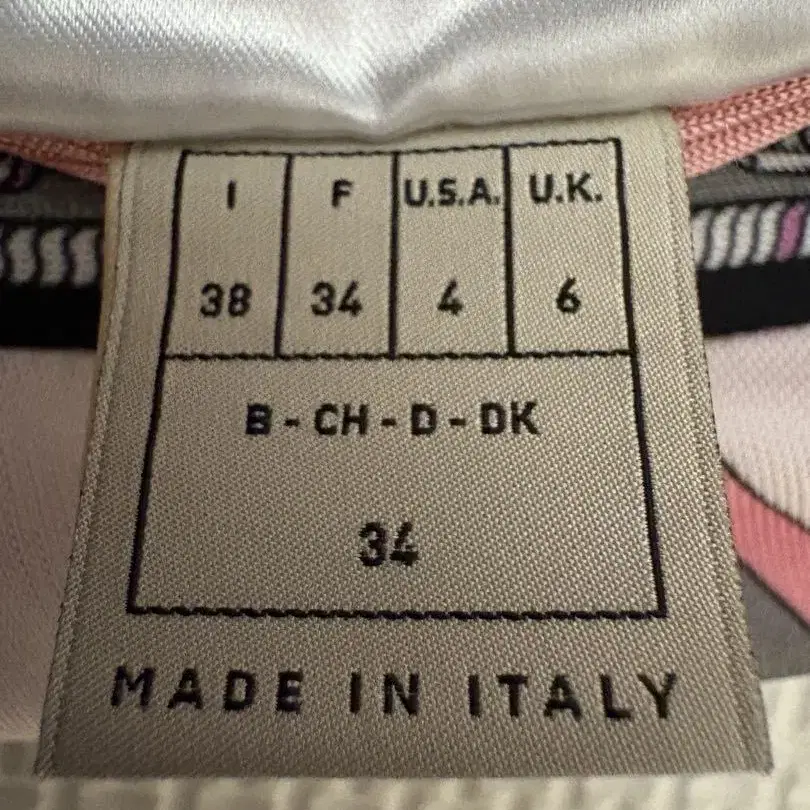 I F U.S.A. U.K.
38 34 4 6
B - CH - D - DK
34
MADE IN ITALY